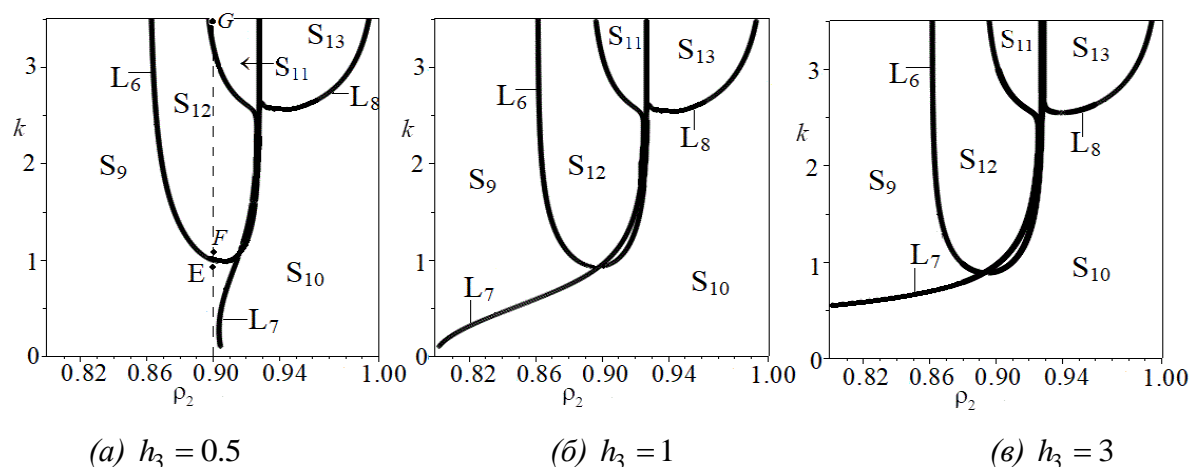 G
S13
3
S11
L6
L8
S12
k
2
S9
F
1
E
S10
L7
0
0.82 0.86 0.90 0.94 1.00
ρ2
(а) h3 = 0.5
S11
S13
3
L6
k
L8
2
S12
S9
1
L7
S10
0
0.82 0.86 0.90 0.94 1.00
ρ2
(б) h3 = 1
S11
S13
3
L6
k
L8
2
S12
S9
1
L7
S10
0
0.82 0.86 0.90 0.94 1.00
ρ2
(в) h3 = 3